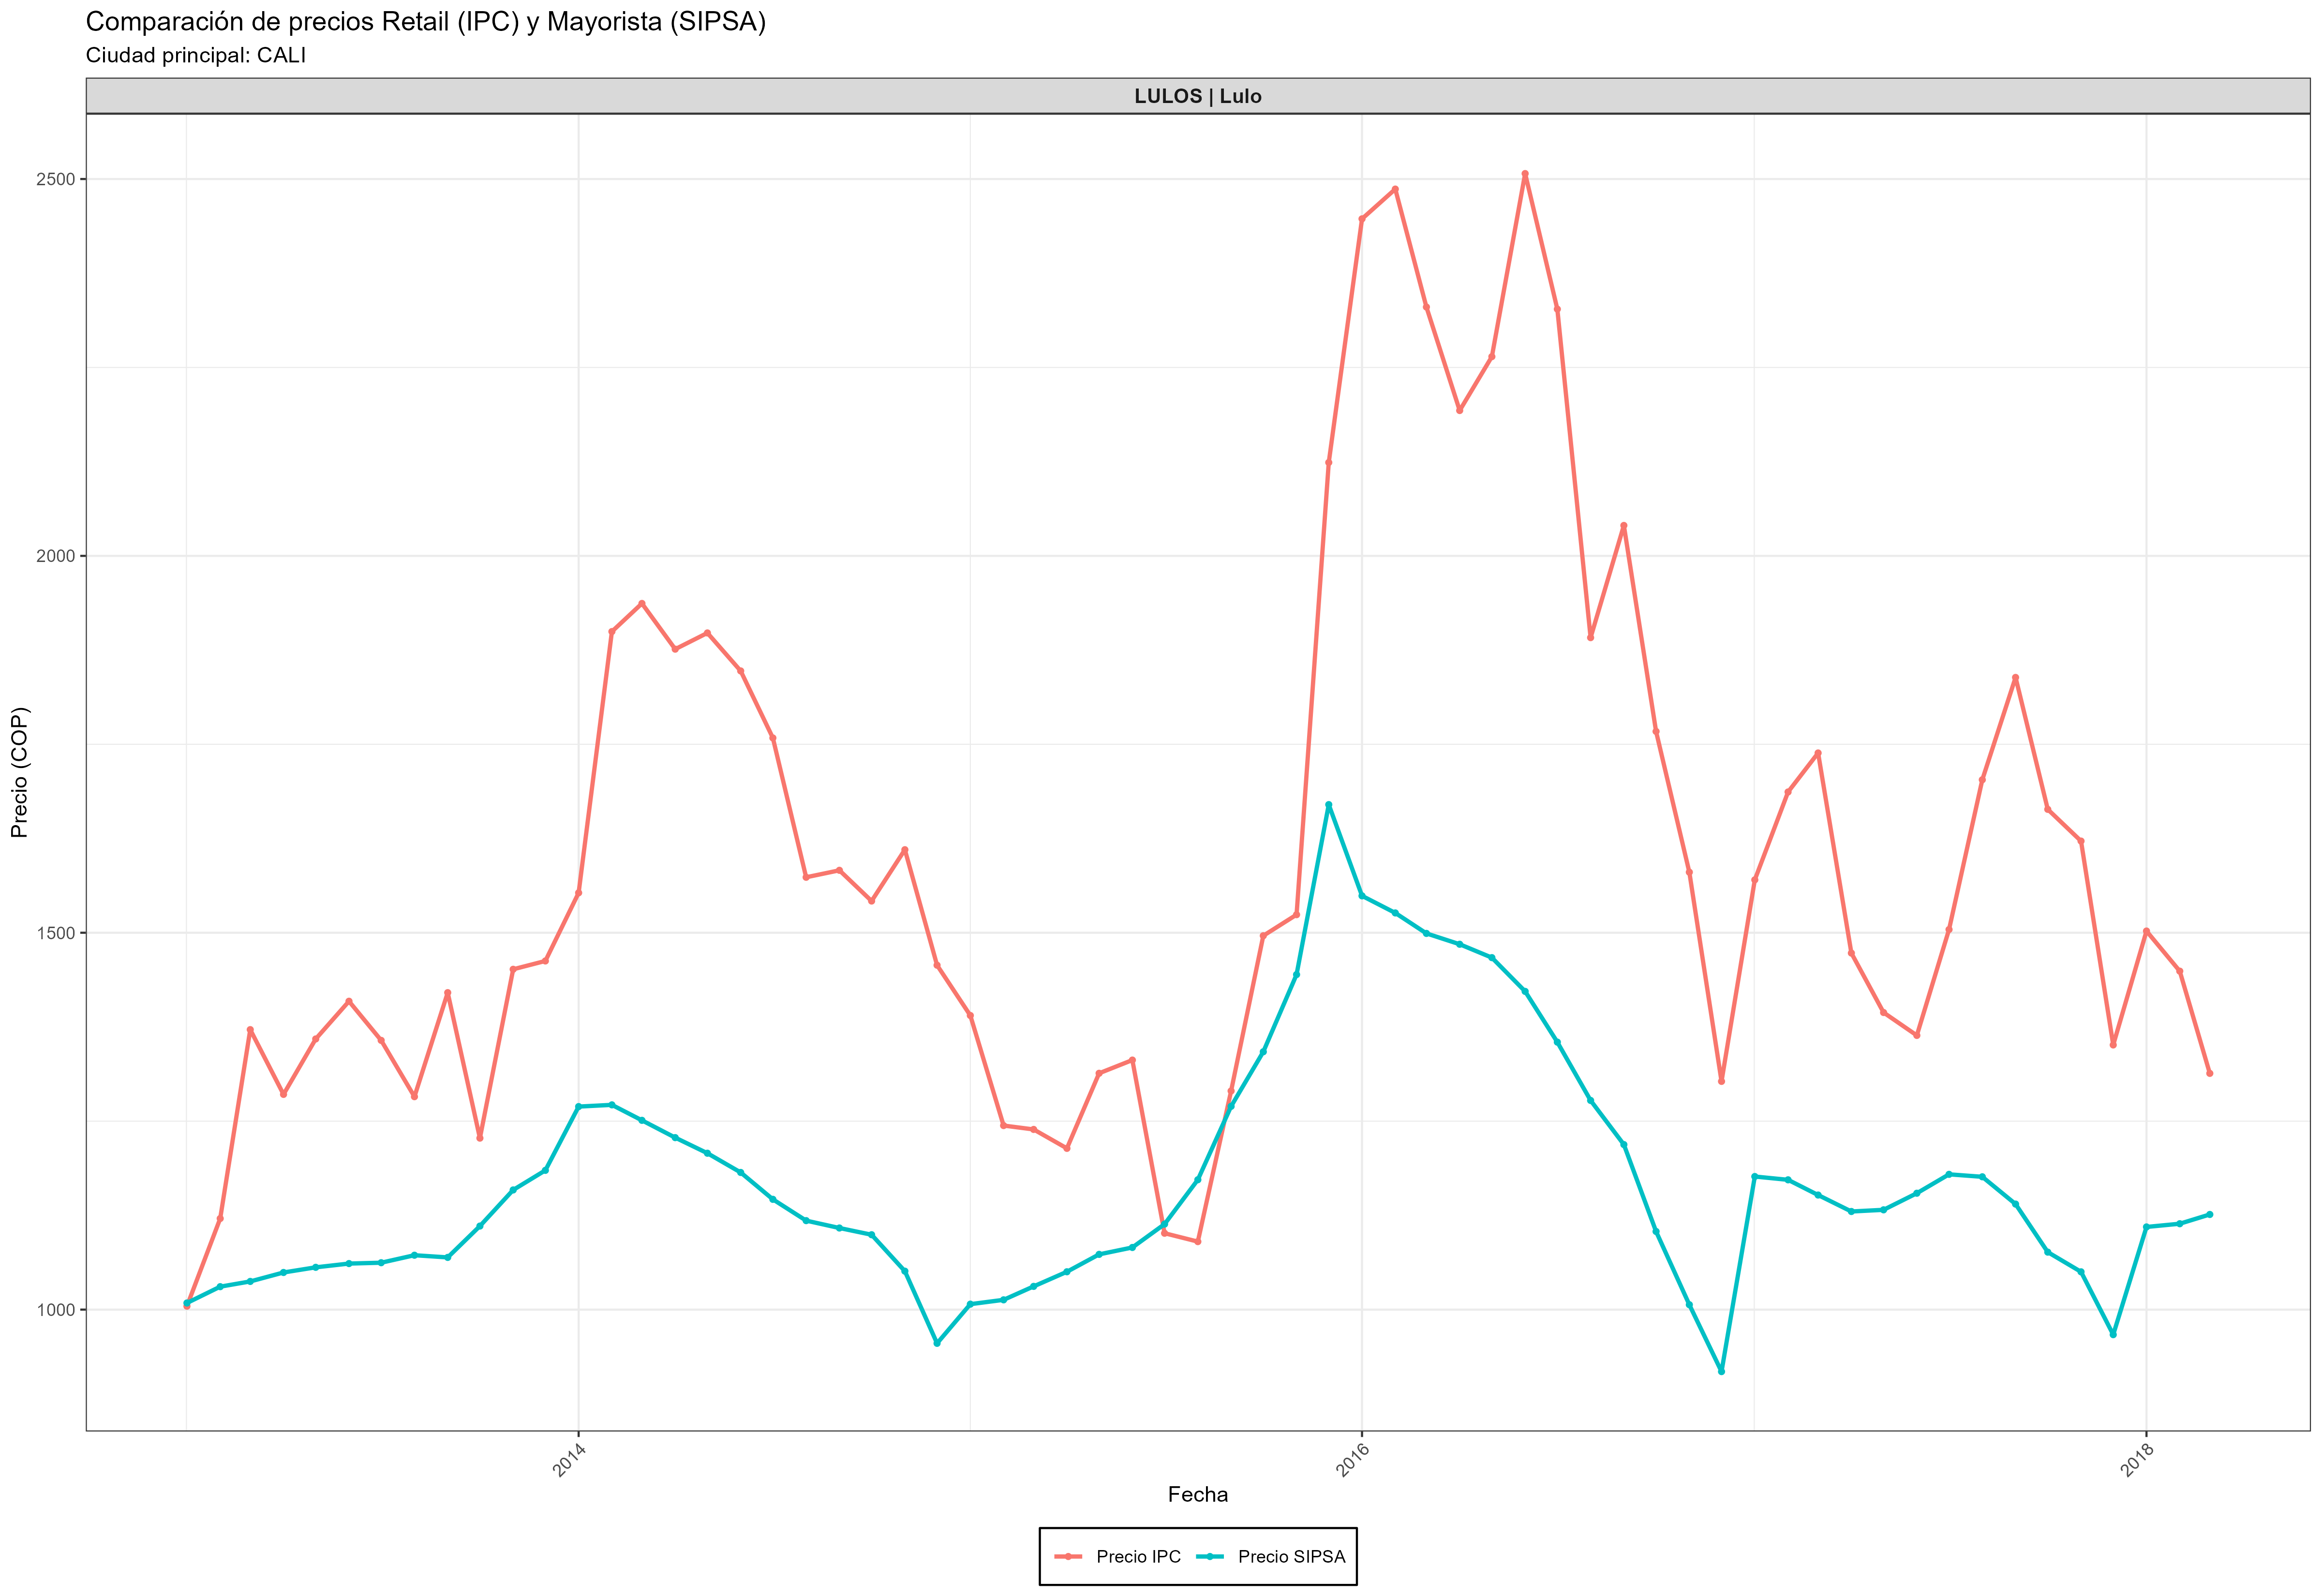 Comparación de precios Retail (IPC) y Mayorista (SIPSA)
Ciudad principal: CALI
LULOS | Lulo
Precio (COP)
2500
2000
1500
1000
2014
2016
2018
Fecha
Precio IPC
Precio SIPSA